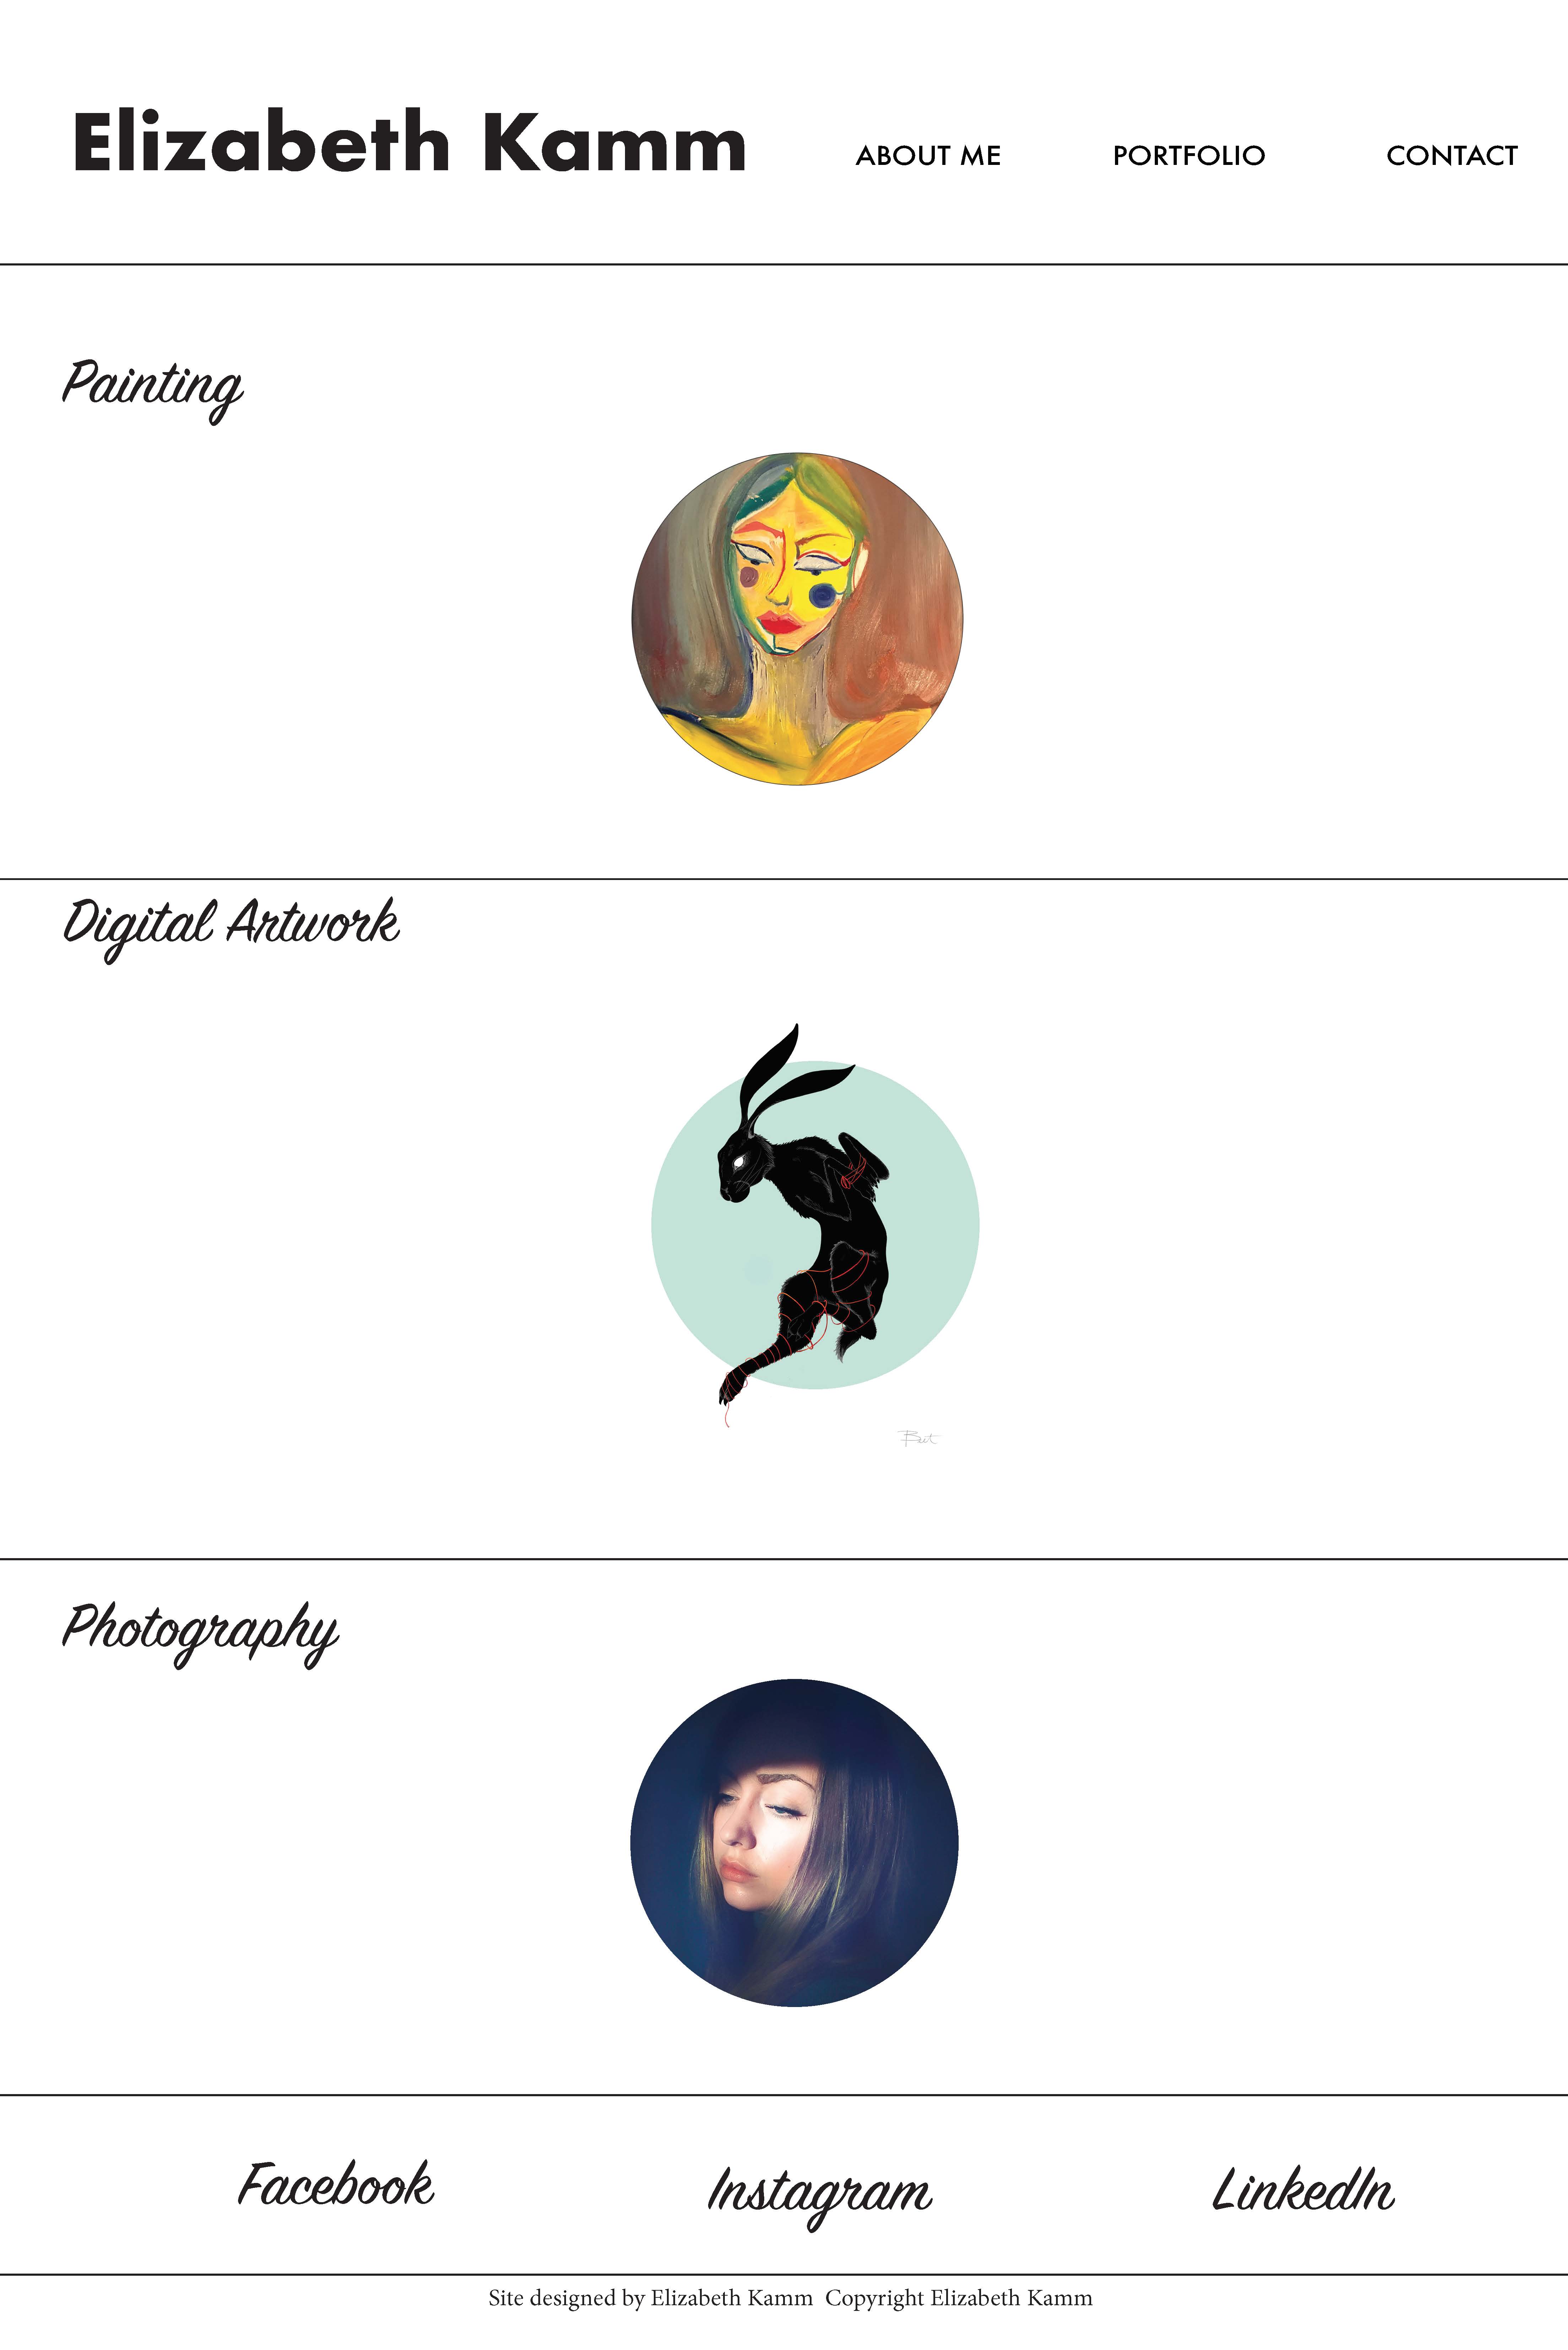 Elizabeth Kamm
ABOUT ME PORTFOLIO CONTACT
Painting
Digital Artwork
Beet
Photography
Facebook Instagram LinkedIn
Site designed by Elizabeth Kamm Copyright Elizabeth Kamm